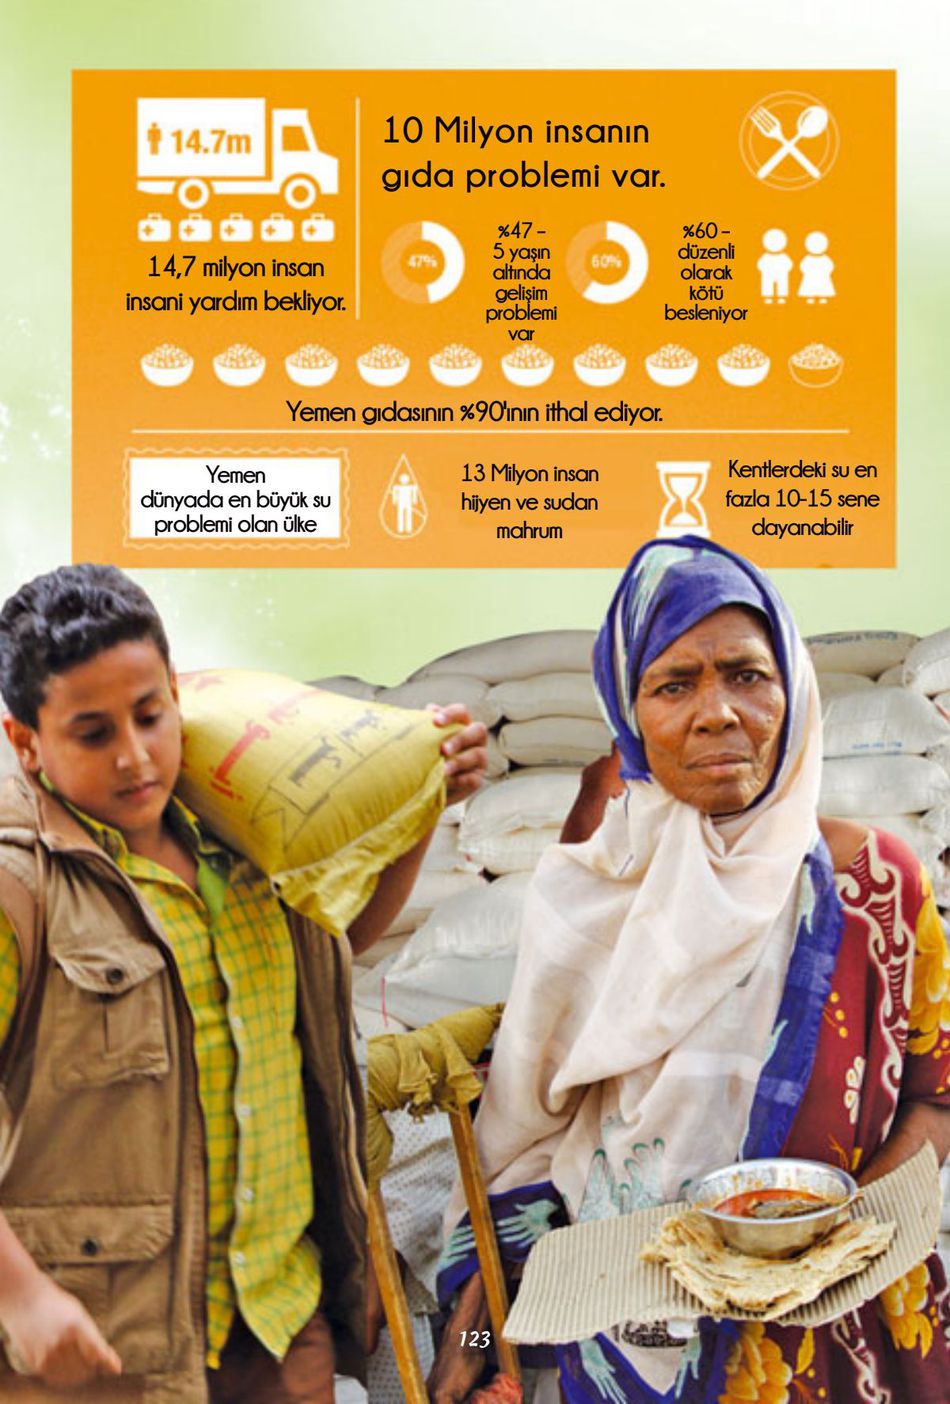 14.7m
14,7 milyon insan
insani yardım bekliyor.
10 Milyon insanın
gıda problemi var.
47%
%47 –
5 yaşın
altında
gelişim
problemi
var
60%
%60 –
düzenli
olarak
kötü
besleniyor
Yemen gıdasının %90'ının ithal ediyor.
Yemen
dünyada en büyük su
problemi olan ülke
13 Milyon insan
hijyen ve sudan
mahrum
Kentlerdeki su en
fazla 10-15 sene
dayanabilir
123